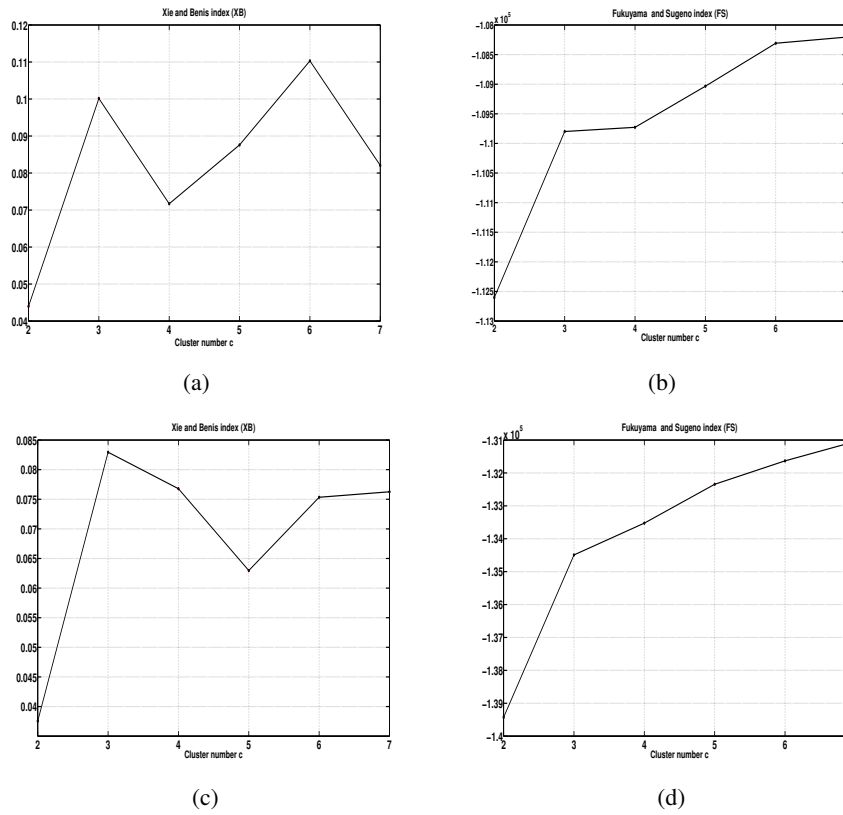 Xie and Benis index (XB)
0.12
0.11
0.1
0.09
0.08
0.07
0.06
0.05
0.04
2 3 4 5 6 7
Cluster number c
(a)
Fukuyama and Sugeno index (FS)
x 10^5
−1.08
−1.085
−1.09
−1.095
−1.1
−1.105
−1.11
−1.115
−1.12
−1.125
−1.13
2 3 4 5 6
Cluster number c
(b)
Xie and Benis index (XB)
0.085
0.08
0.075
0.07
0.065
0.06
0.055
0.05
0.045
0.04
2 3 4 5 6 7
Cluster number c
(c)
Fukuyama and Sugeno index (FS)
x 10^5
−1.31
−1.32
−1.33
−1.34
−1.35
−1.36
−1.37
−1.38
−1.39
−1.4
2 3 4 5 6
Cluster number c
(d)